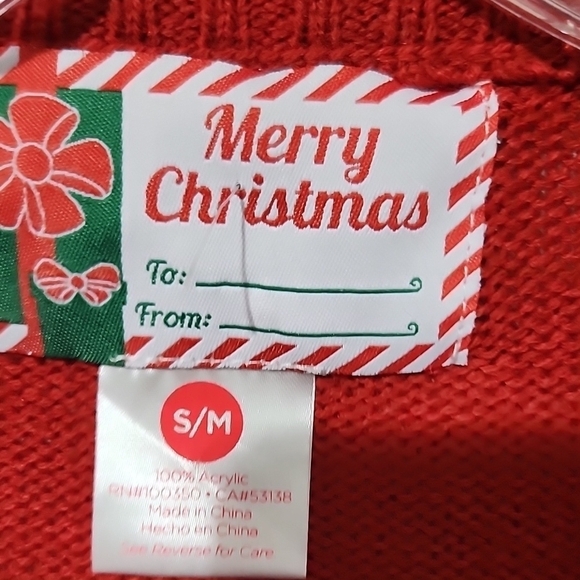 Merry
Christmas
To:
From:
S/M
100% Acrylic
RN#100350 • CA#53138
Made in China
Hecho en China
See Reverse for Care